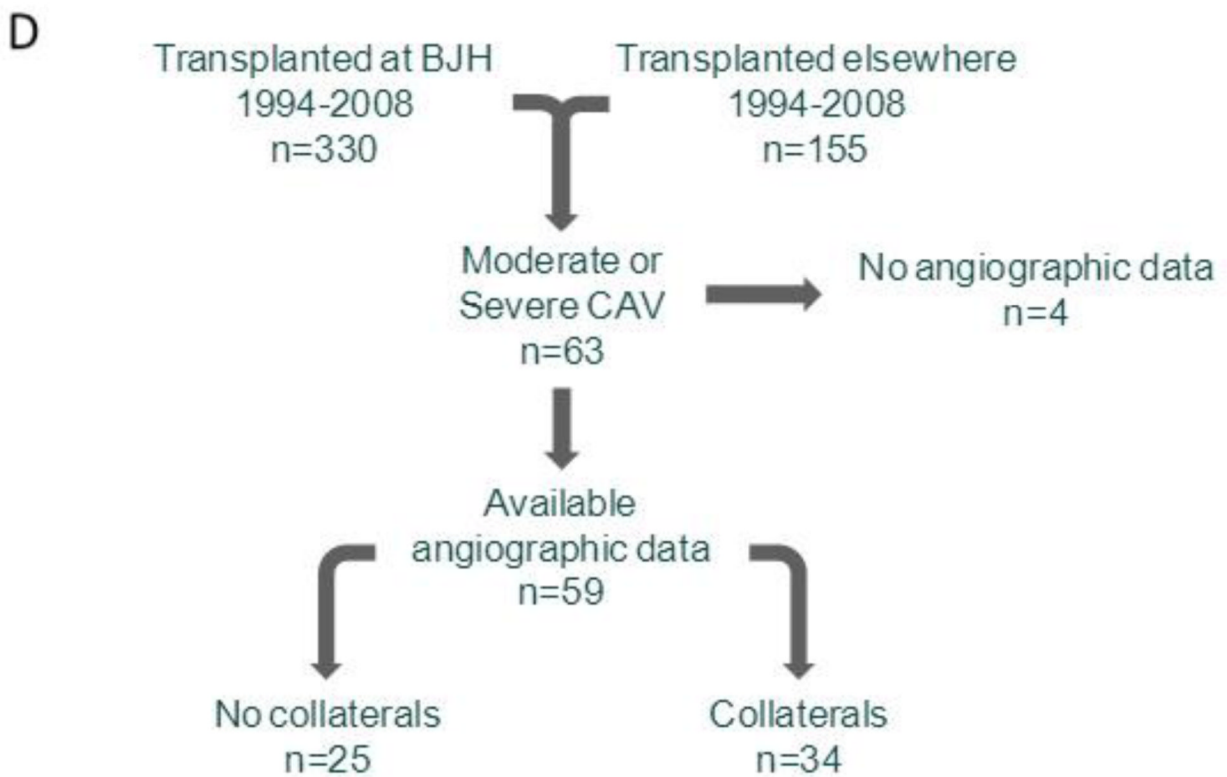 D
Transplanted at BJH
1994-2008
n=330
Transplanted elsewhere
1994-2008
n=155
Moderate or
Severe CAV
n=63
No angiographic data
n=4
Available
angiographic data
n=59
No collaterals
n=25
Collaterals
n=34